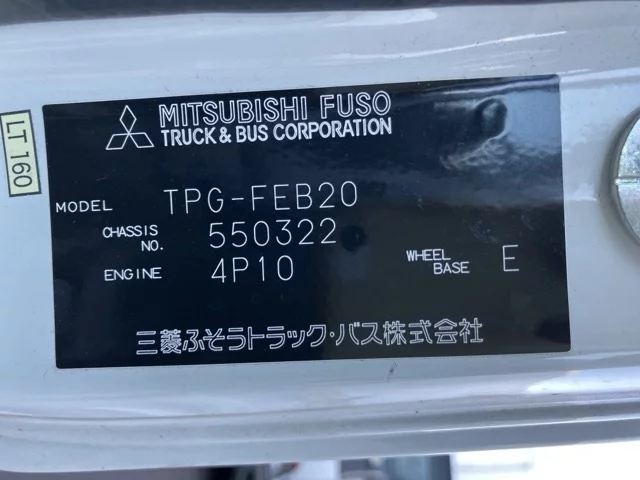 MITSUBISHI FUSO
TRUCK & BUS CORPORATION
LT 160
MODEL TPG-FEB20
CHASSIS NO. 550322
ENGINE 4P10
WHEEL BASE E
三菱ふそうトラック・バス株式会社